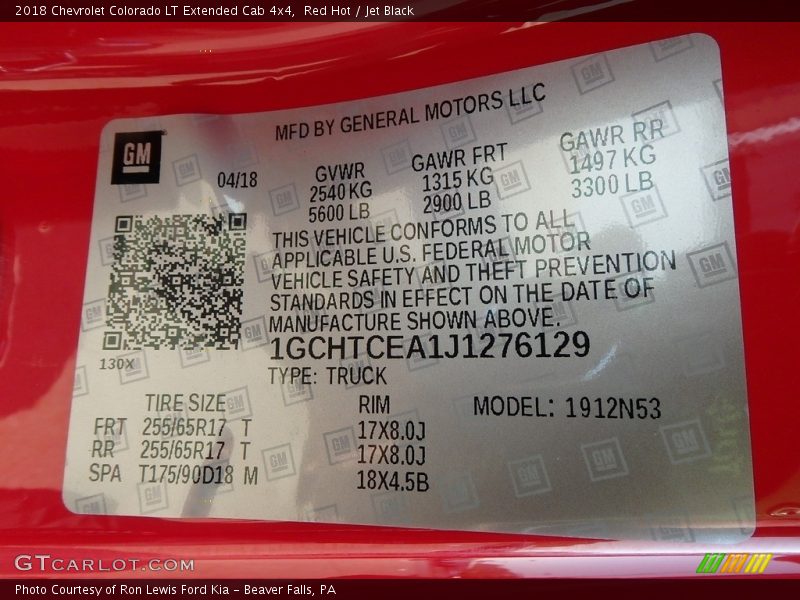 2018 Chevrolet Colorado LT Extended Cab 4x4, Red Hot / Jet Black
MFD BY GENERAL MOTORS LLC
GM
04/18
GVWR GAWR FRT GAWR RR
2540 KG 1315 KG 1497 KG
5600 LB 2900 LB 3300 LB
THIS VEHICLE CONFORMS TO ALL
APPLICABLE U.S. FEDERAL MOTOR
VEHICLE SAFETY AND THEFT PREVENTION
STANDARDS IN EFFECT ON THE DATE OF
MANUFACTURE SHOWN ABOVE.
130X
1GCHTCEA1J1276129
TYPE: TRUCK
TIRE SIZE RIM MODEL: 1912N53
FRT 255/65R17 T 17X8.0J
RR 255/65R17 T 17X8.0J
SPA T175/90D18 M 18X4.5B
GTCARLOT.COM
Photo Courtesy of Ron Lewis Ford Kia - Beaver Falls, PA